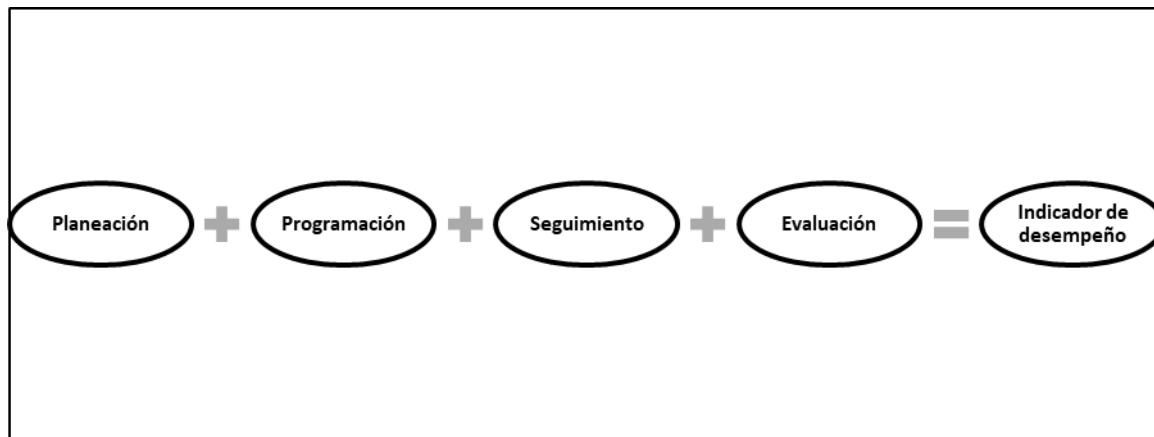 Planeación
Programación
Seguimiento
Evaluación
Indicador de
desempeño